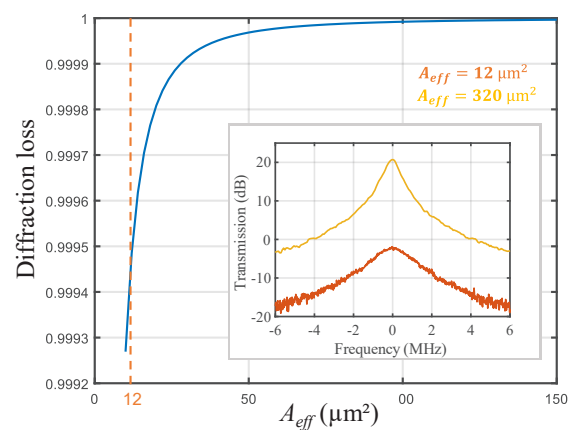 1
0.9999
0.9998
0.9997
0.9996
0.9995
0.9994
0.9993
0.9992
Diffraction loss
A_eff = 12 µm²
A_eff = 320 µm²
20
10
0
-10
-20
Transmission (dB)
-6 -4 -2 0 2 4 6
Frequency (MHz)
0 12 50 00 150
A_eff (µm²)